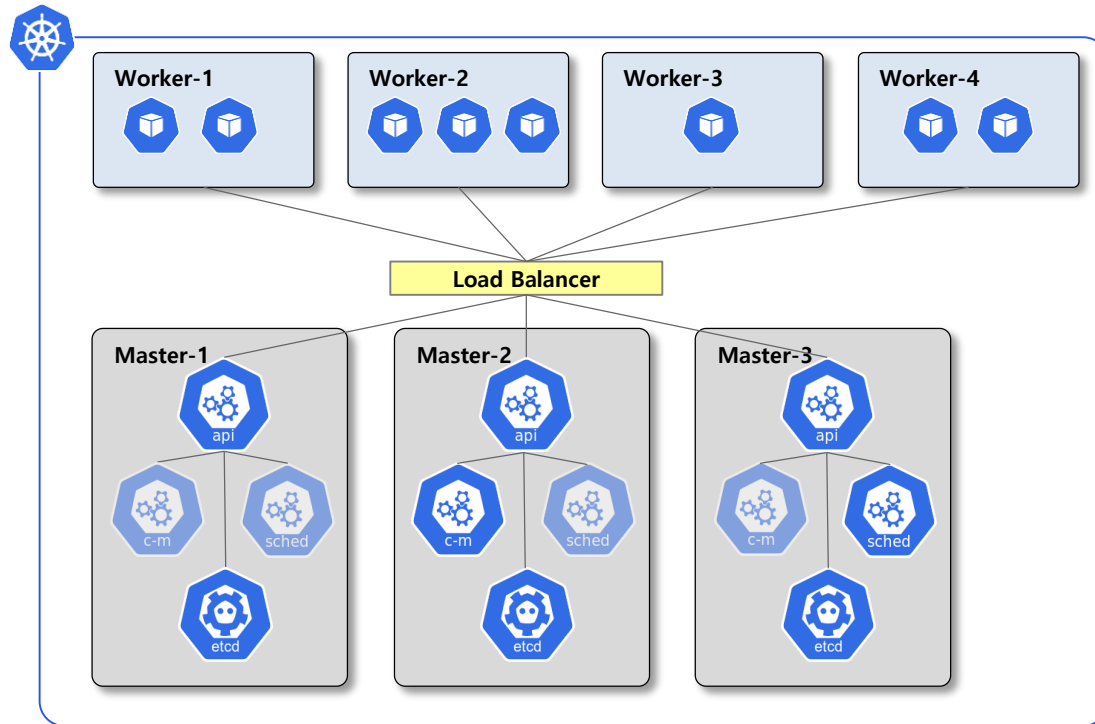 Worker-1
Worker-2
Worker-3
Worker-4
Load Balancer
Master-1
Master-2
Master-3
api
api
api
c-m
sched
c-m
sched
c-m
sched
etcd
etcd
etcd